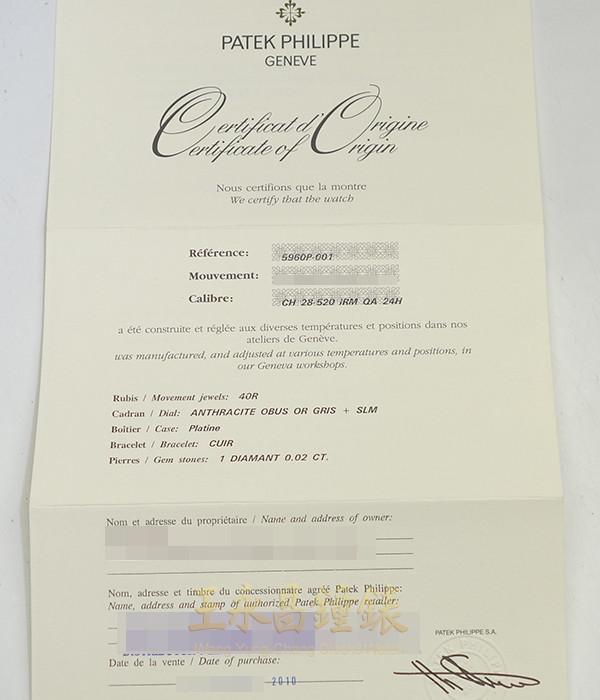 PATEK PHILIPPE
GENEVE
Certificat d'Origine
Certificate of Origin
Nous certifions que la montre
We certify that the watch
Référence: 5960P-001
Mouvement:
Calibre: CH 28-520 IRM QA 24H
a été construite et réglée aux diverses températures et positions dans nos
ateliers de Genève.
was manufactured, and adjusted at various temperatures and positions, in
our Geneva workshops.
Rubis / Movement jewels: 40R
Cadran / Dial: ANTHRACITE OBUS OR GRIS + SLM
Boîtier / Case: Platine
Bracelet / Bracelet: CUIR
Pierres / Gem stones: 1 DIAMANT 0.02 CT.
Nom et adresse du propriétaire / Name and address of owner:
Nom, adresse et timbre du concessionnaire agréé Patek Philippe:
Name, address and stamp of authorized Patek Philippe retailer:
王永昌鐘錶
PATEK PHILIPPE S.A.
Date de la vente / Date of purchase:
2010